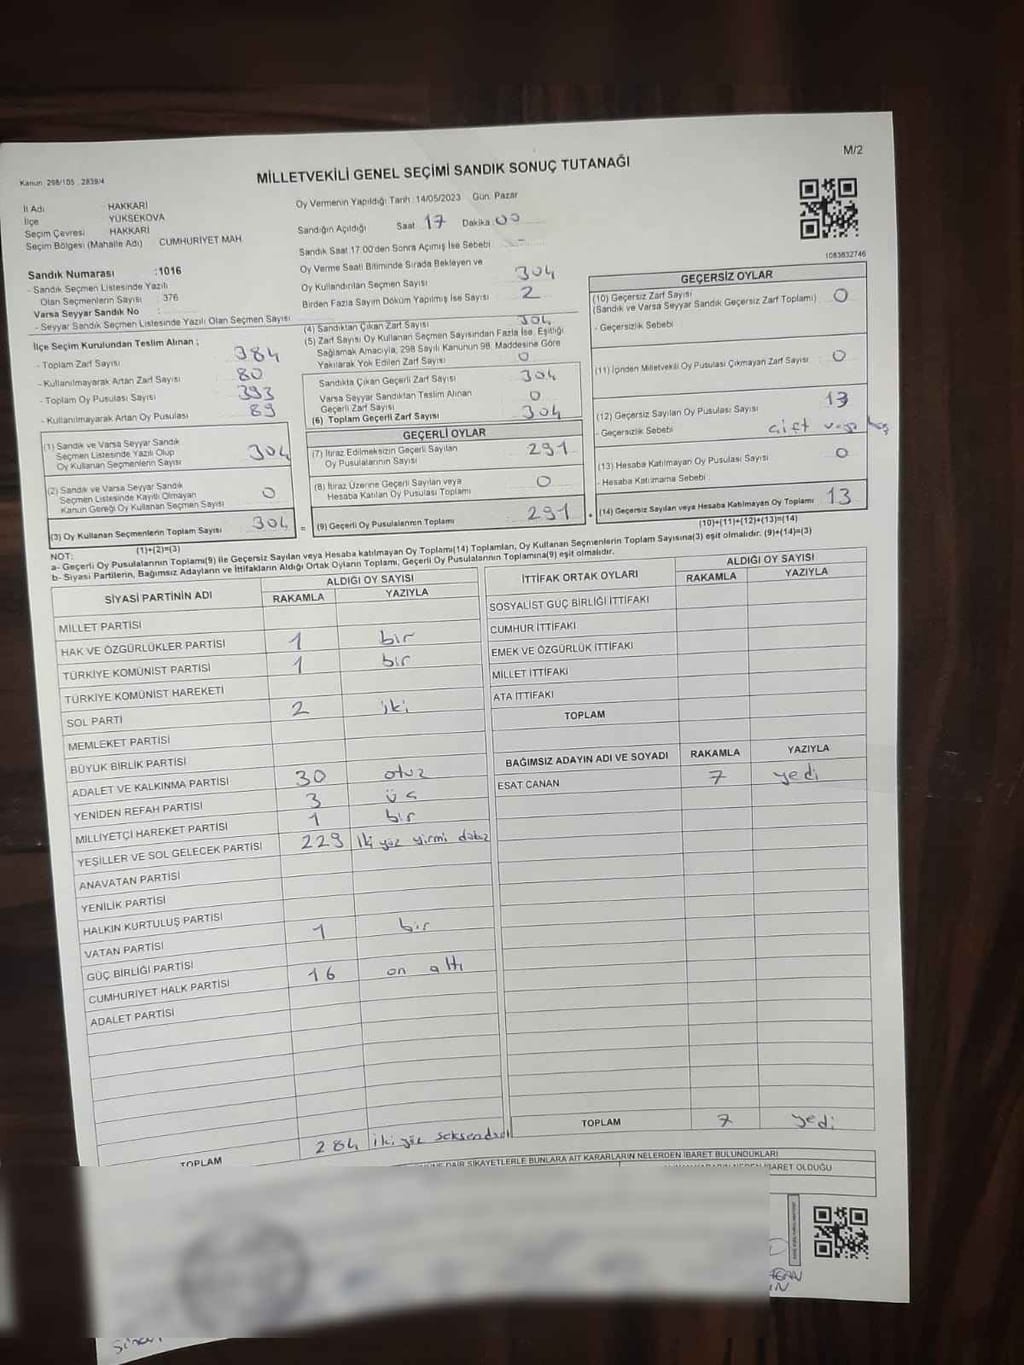 M/2
Kanun 298/105 2839/4
MİLLETVEKİLİ GENEL SEÇİMİ SANDIK SONUÇ TUTANAĞI
İl Adı : HAKKARİ
İlçe YÜKSEKOVA
Seçim Çevresi HAKKARİ
Seçim Bölgesi (Mahalle Adı) CUMHURİYET MAH
Sandık Numarası :1016
- Sandık Seçmen Listesinde Yazılı
Olan Seçmenlerin Sayısı : 376
Varsa Seyyar Sandık No
- Seyyar Sandık Seçmen Listesinde Yazılı Olan Seçmen Sayısı
Oy Vermenin Yapıldığı Tarih :14/05/2023 Gün: Pazar
Sandığın Açıldığı Saat 17 Dakika 00
Sandık Saat 17:00'den Sonra Açımış İse Sebebi -
Oy Verme Saati Bitiminde Sırada Bekleyen ve
Oy Kullandırılan Seçmen Sayısı 304
Birden Fazla Sayım Döküm Yapılmış İse Sayısı 2
1083832746
İlçe Seçim Kurulundan Teslim Alınan ;
- Toplam Zarf Sayısı 384
- Kullanılmayarak Artan Zarf Sayısı 80
- Toplam Oy Pusulası Sayısı 393
- Kullanılmayarak Artan Oy Pusulası 89
(1) Sandık ve Varsa Seyyar Sandık
Seçmen Listesinde Yazılı Olup
Oy Kullanan Seçmenlerin Sayısı 304
(2) Sandık ve Varsa Seyyar Sandık
Seçmen Listesinde Kayıtlı Olmayan
Kanun Gereği Oy Kullanan Seçmen Sayısı 0
(3) Oy Kullanan Seçmenlerin Toplam Sayısı 304 =
(1)+(2)=(3)
(4) Sandıktan Çıkan Zarf Sayısı 304
(5) Zarf Sayısı Oy Kullanan Seçmen Sayısından Fazla İse, Eşitliği
Sağlamak Amacıyla, 298 Sayılı Kanunun 98. Maddesine Göre
Yakılarak Yok Edilen Zarf Sayısı 0
Sandıkta Çıkan Geçerli Zarf Sayısı 304
Varsa Seyyar Sandıktan Teslim Alınan
Geçerli Zarf Sayısı 0
(6) Toplam Geçerli Zarf Sayısı 304
GEÇERLİ OYLAR
(7) İtiraz Edilmeksizin Geçerli Sayılan
Oy Pusulalarının Sayısı 291
(8) İtiraz Üzerine Geçerli Sayılan veya
Hesaba Katılan Oy Pusulası Toplamı 0
(9) Geçerli Oy Pusulalarının Toplamı 291 +
GEÇERSİZ OYLAR
(10) Geçersiz Zarf Sayısı
(Sandık ve Varsa Seyyar Sandık Geçersiz Zarf Toplamı) 0
- Geçersizlik Sebebi
(11) İçinden Milletvekili Oy Pusulası Çıkmayan Zarf Sayısı 0
(12) Geçersiz Sayılan Oy Pusulası Sayısı 13
- Geçersizlik Sebebi çift veya boş
(13) Hesaba Katılmayan Oy Pusulası Sayısı 0
- Hesaba Katılmama Sebebi
(14) Geçersiz Sayılan veya Hesaba Katılmayan Oy Toplamı 13
(10)+(11)+(12)+(13)=(14)
NOT:
a- Geçerli Oy Pusulalarının Toplamı(9) ile Geçersiz Sayılan veya Hesaba katılmayan Oy Toplamı(14) Toplamları, Oy Kullanan Seçmenlerin Toplam Sayısına(3) eşit olmalıdır. (9)+(14)=(3)
b- Siyasi Partilerin, Bağımsız Adayların ve İttifakların Aldığı Ortak Oyların Toplamı, Geçerli Oy Pusulalarının Toplamına(9) eşit olmalıdır.
SİYASİ PARTİNİN ADI ALDIĞI OY SAYISI
RAKAMLA YAZIYLA
MİLLET PARTİSİ
HAK VE ÖZGÜRLÜKLER PARTİSİ 1 bir
TÜRKİYE KOMÜNİST PARTİSİ 1 bir
TÜRKİYE KOMÜNİST HAREKETİ
SOL PARTİ 2 iki
MEMLEKET PARTİSİ
BÜYÜK BİRLİK PARTİSİ
ADALET VE KALKINMA PARTİSİ 30 otuz
YENİDEN REFAH PARTİSİ 3 üç
MİLLİYETÇİ HAREKET PARTİSİ 1 bir
YEŞİLLER VE SOL GELECEK PARTİSİ 229 iki yüz yirmi dokuz
ANAVATAN PARTİSİ
YENİLİK PARTİSİ
HALKIN KURTULUŞ PARTİSİ
VATAN PARTİSİ 1 bir
GÜÇ BİRLİĞİ PARTİSİ
CUMHURİYET HALK PARTİSİ 16 on altı
ADALET PARTİSİ
TOPLAM 284 iki yüz seksendört
İTTİFAK ORTAK OYLARI ALDIĞI OY SAYISI
RAKAMLA YAZIYLA
SOSYALİST GÜÇ BİRLİĞİ İTTİFAKI
CUMHUR İTTİFAKI
EMEK VE ÖZGÜRLÜK İTTİFAKI
MİLLET İTTİFAKI
ATA İTTİFAKI
TOPLAM
BAĞIMSIZ ADAYIN ADI VE SOYADI RAKAMLA YAZIYLA
ESAT CANAN 7 yedi
TOPLAM 7 yedi
DAİR ŞİKAYETLERLE BUNLARA AİT KARARLARIN NELERDEN İBARET BULUNDUKLARI
İBARET OLDUĞU